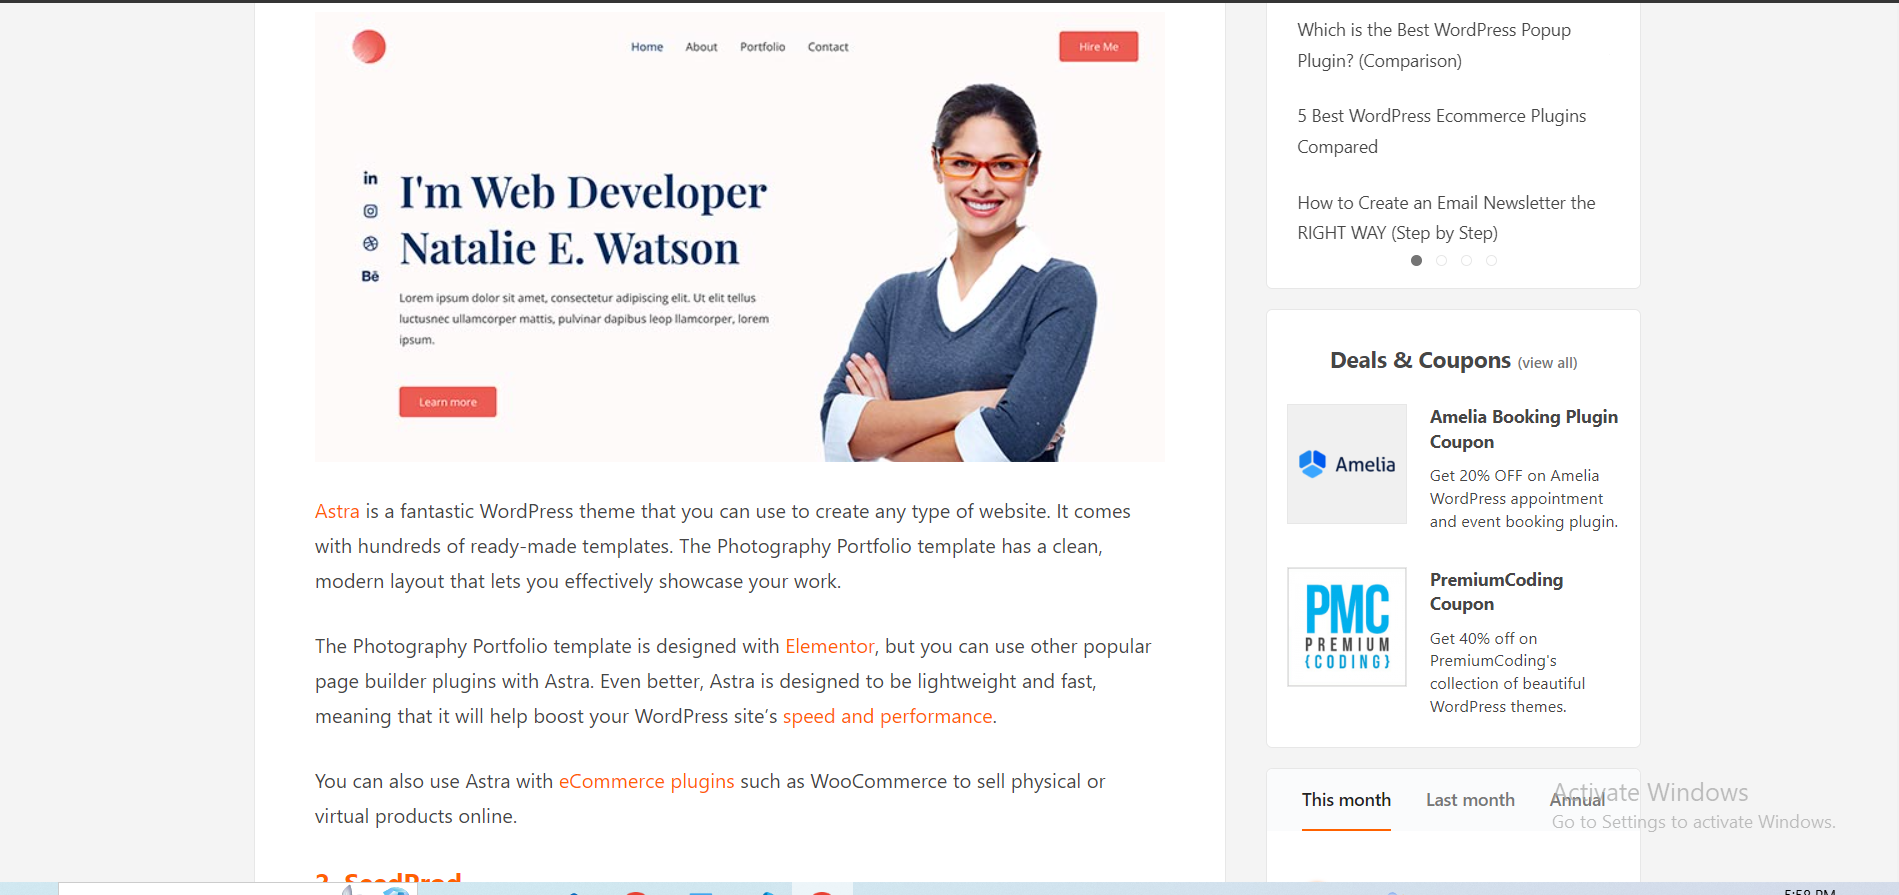 Home About Portfolio Contact
Hire Me
in
I'm Web Developer
Natalie E. Watson
Bē
Lorem ipsum dolor sit amet, consectetur adipiscing elit. Ut elit tellus
luctusnec ullamcorper mattis, pulvinar dapibus leop llamcorper, lorem
ipsum.
Learn more
Astra is a fantastic WordPress theme that you can use to create any type of website. It comes
with hundreds of ready-made templates. The Photography Portfolio template has a clean,
modern layout that lets you effectively showcase your work.
The Photography Portfolio template is designed with Elementor, but you can use other popular
page builder plugins with Astra. Even better, Astra is designed to be lightweight and fast,
meaning that it will help boost your WordPress site’s speed and performance.
You can also use Astra with eCommerce plugins such as WooCommerce to sell physical or
virtual products online.
2. SeedProd
Which is the Best WordPress Popup
Plugin? (Comparison)
5 Best WordPress Ecommerce Plugins
Compared
How to Create an Email Newsletter the
RIGHT WAY (Step by Step)
Deals & Coupons (view all)
Amelia
Amelia Booking Plugin
Coupon
Get 20% OFF on Amelia
WordPress appointment
and event booking plugin.
PMC
PREMIUM
{CODING}
PremiumCoding
Coupon
Get 40% off on
PremiumCoding's
collection of beautiful
WordPress themes.
This month Last month Annual
Activate Windows
Go to Settings to activate Windows.
5:58 PM